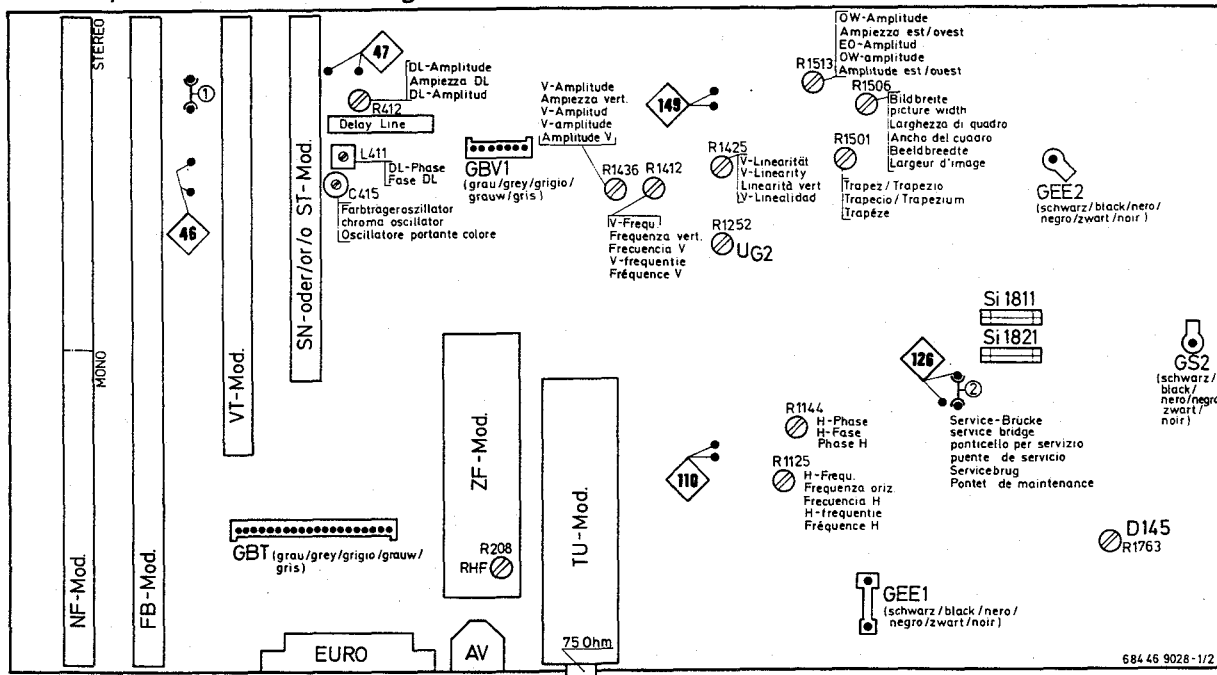 STEREO
MONO
NF-Mod.
FB-Mod.
VT-Mod.
SN-oder/or/o ST-Mod.
1
46
47
DL-Amplitude
Ampiezza DL
DL-Amplitud
R412
Delay Line
L411
DL-Phase
Fase DL
C415
Farbträgeroszillator
chroma oscillator
Oscillatore portante colore
GBV1
(grau/grey/grigio/
grauw/gris)
V-Amplitude
Ampiezza vert.
V-Amplitud
V-amplitude
Amplitude V
R1436
R1412
V-Frequ.
Frequenza vert.
Frecuencia V
V-frequentie
Fréquence V
149
R1425
V-Linearität
V-Linearity
Linearità vert
V-Linealidad
R1252
UG2
OW-Amplitude
Ampiezza est/ovest
EO-Amplitud
OW-amplitude
Amplitude est/ouest
R1513
R1506
Bildbreite
picture width
Larghezza di quadro
Ancho del cuadro
Beeldbreedte
Largeur d'image
R1501
Trapez/Trapezio
Trapecio/Trapezium
Trapéze
GEE2
(schwarz/black/nero/
negro/zwart/noir)
Si 1811
Si 1821
126
2
Service-Brücke
service bridge
ponticello per servizio
puente de servicio
Servicebrug
Pontet de maintenance
GS2
(schwarz/
black/
nero/negro
zwart/
noir)
R1144
H-Phase
H-Fase
Phase H
110
R1125
H-Frequ.
Frequenza oriz.
Frecuencia H
H-frequentie
Fréquence H
D145
R1763
GEE1
(schwarz/black/nero/
negro/zwart/noir)
GBT (grau/grey/grigio/grauw/
gris)
ZF-Mod.
R208
RHF
TU-Mod.
75 Ohm
EURO
AV
684 46 9028-1/2